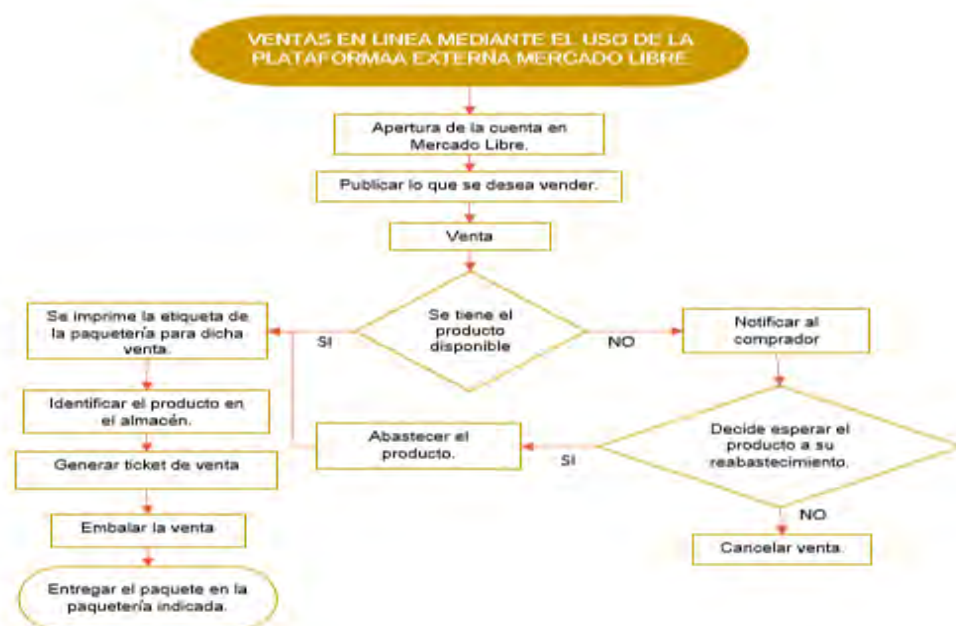 VENTAS EN LINEA MEDIANTE EL USO DE LA
PLATAFORMAA EXTERNA MERCADO LIBRE
Apertura de la cuenta en
Mercado Libre.
Publicar lo que se desea vender.
Venta
Se tiene el
producto
disponible
SI
NO
Se imprime la etiqueta de
la paquetería para dicha
venta.
Identificar el producto en
el almacén.
Generar ticket de venta
Embalar la venta
Entregar el paquete en la
paquetería indicada.
Notificar al
comprador
Decide esperar el
producto a su
reabastecimiento.
SI
NO
Abastecer el
producto.
Cancelar venta.